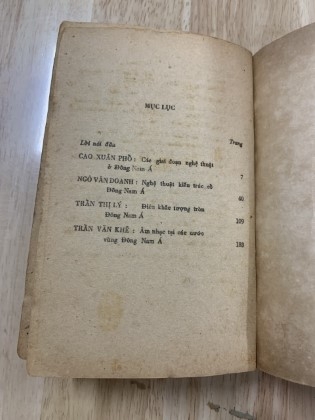 MỤC LỤC
Lời nói đầu Trang
CAO XUÂN PHỔ : Các giai đoạn nghệ thuật
ở Đông Nam Á 7
NGÔ VĂN DOANH : Nghệ thuật kiến trúc cổ
Đông Nam Á 60
TRẦN THỊ LÝ : Điêu khắc tượng tròn
Đông Nam Á 109
TRẦN VĂN KHÊ : Âm nhạc tại các nước
vùng Đông Nam Á